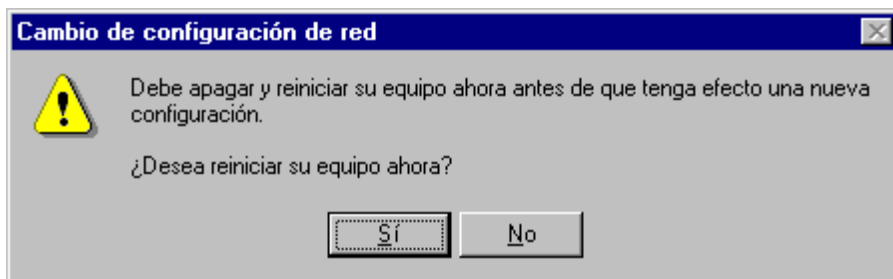 Cambio de configuración de red
Debe apagar y reiniciar su equipo ahora antes de que tenga efecto una nueva
configuración.
¿Desea reiniciar su equipo ahora?
Sí
No